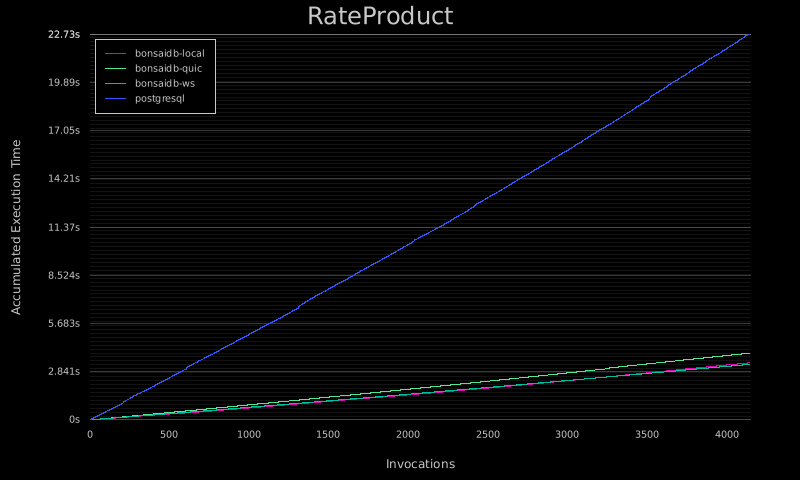 RateProduct
22.73s
19.89s
17.05s
14.21s
11.37s
8.524s
5.683s
2.841s
0s
bonsaidb-local
bonsaidb-quic
bonsaidb-ws
postgresql
Accumulated Execution Time
0 500 1000 1500 2000 2500 3000 3500 4000
Invocations